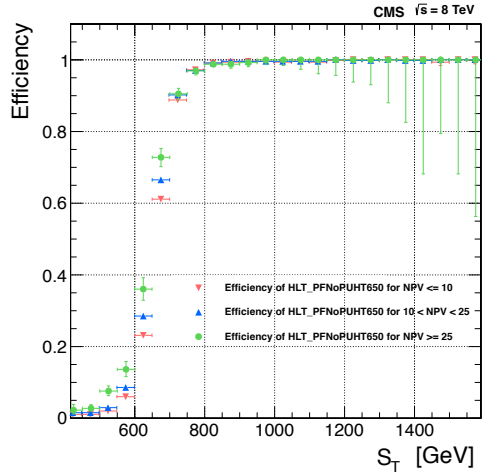 CMS √s = 8 TeV
Efficiency
1
0.8
0.6
0.4
0.2
0
Efficiency of HLT_PFNoPUHT650 for NPV <= 10
Efficiency of HLT_PFNoPUHT650 for 10 < NPV < 25
Efficiency of HLT_PFNoPUHT650 for NPV >= 25
600 800 1000 1200 1400
S_T [GeV]